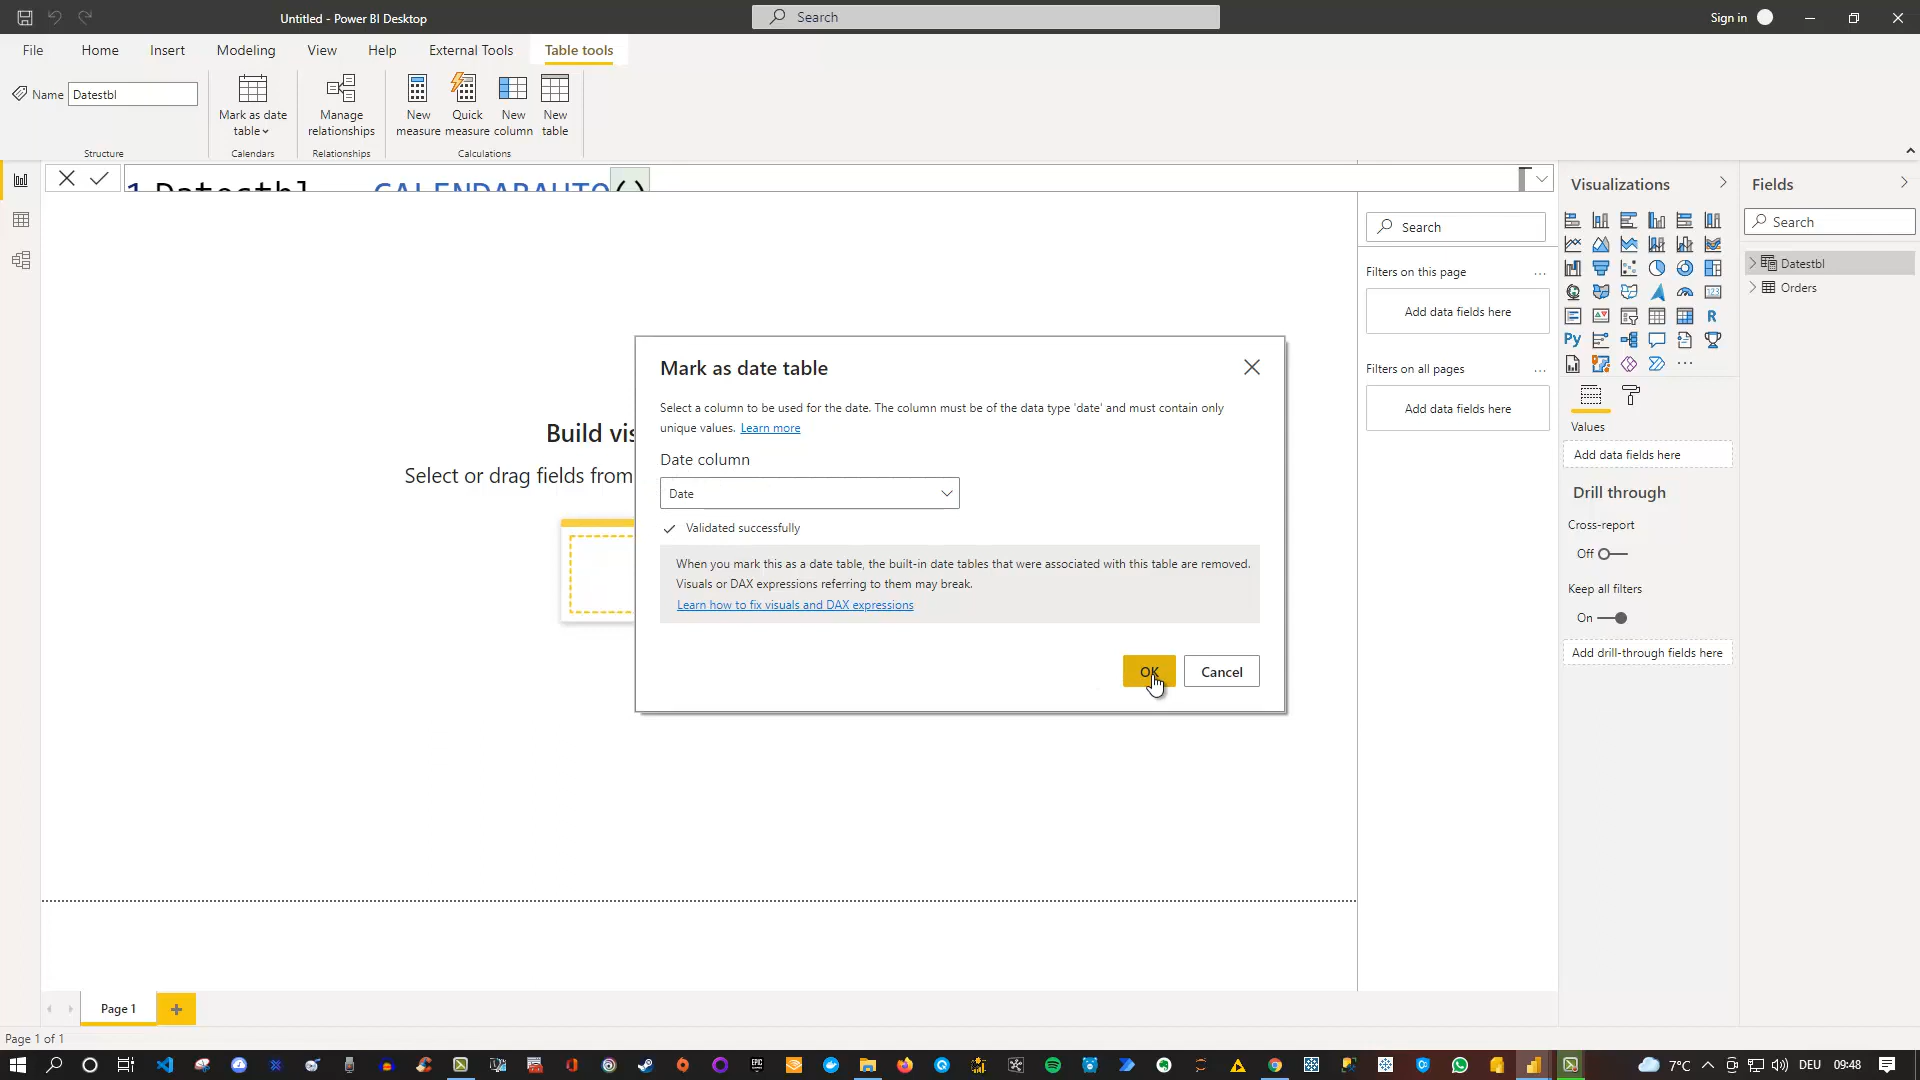 Untitled - Power BI Desktop
Search
Sign in
File
Home
Insert
Modeling
View
Help
External Tools
Table tools
Name
Datestbl
Mark as date
table
Manage
relationships
New
measure
Quick
measure
New
column
New
table
Structure
Calendars
Relationships
Calculations
1 Datestbl CALENDARAUTO()
Search
Filters on this page
...
Add data fields here
Filters on all pages
...
Add data fields here
Visualizations
R
Py
123
...
Values
Add data fields here
Drill through
Cross-report
Off
Keep all filters
On
Add drill-through fields here
Fields
Search
Datestbl
Orders
Build vis
Select or drag fields from
Mark as date table
Select a column to be used for the date. The column must be of the data type 'date' and must contain only
unique values. Learn more
Date column
Date
Validated successfully
When you mark this as a date table, the built-in date tables that were associated with this table are removed.
Visuals or DAX expressions referring to them may break.
Learn how to fix visuals and DAX expressions
OK
Cancel
Page 1
+
Page 1 of 1
EPIC
7°C
DEU
09:48